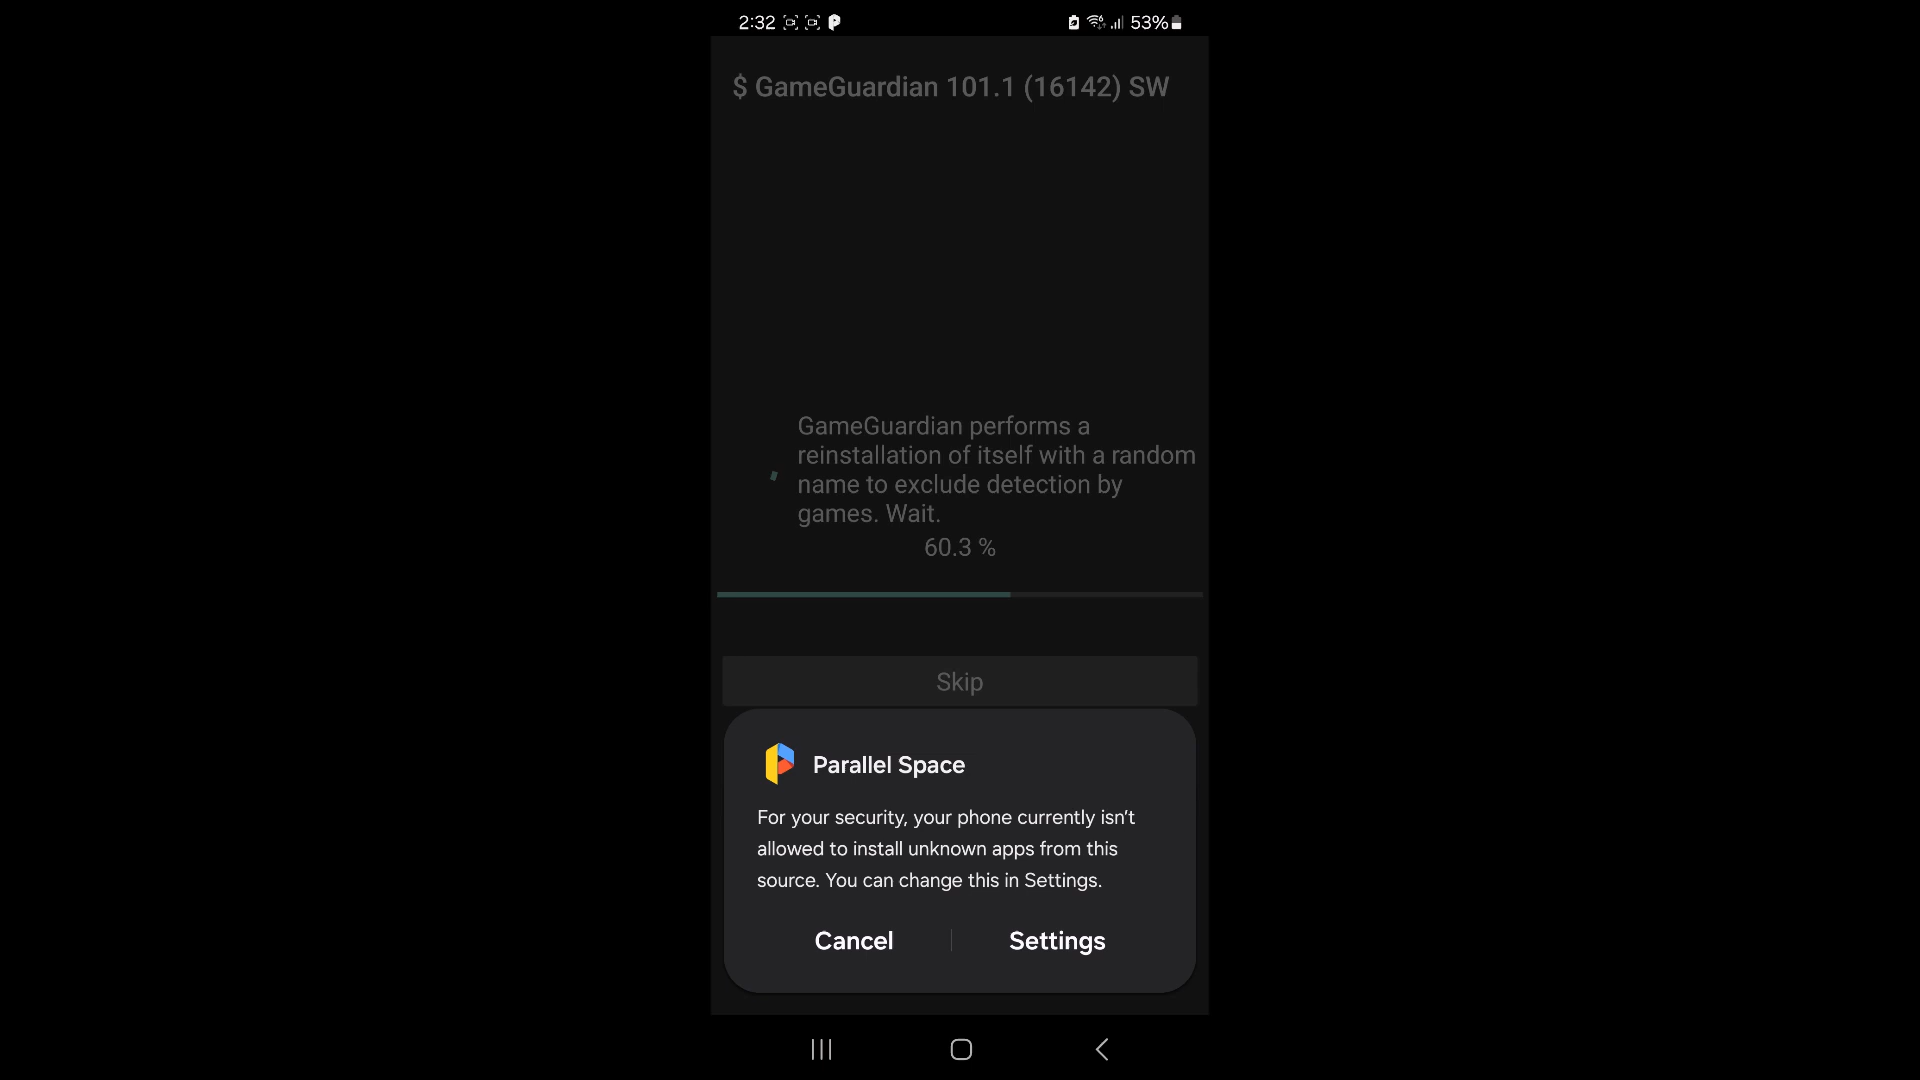 2:32 53%
$ GameGuardian 101.1 (16142) SW
GameGuardian performs a
reinstallation of itself with a random
name to exclude detection by
games. Wait.
60.3 %
Skip
Parallel Space
For your security, your phone currently isn't
allowed to install unknown apps from this
source. You can change this in Settings.
Cancel Settings